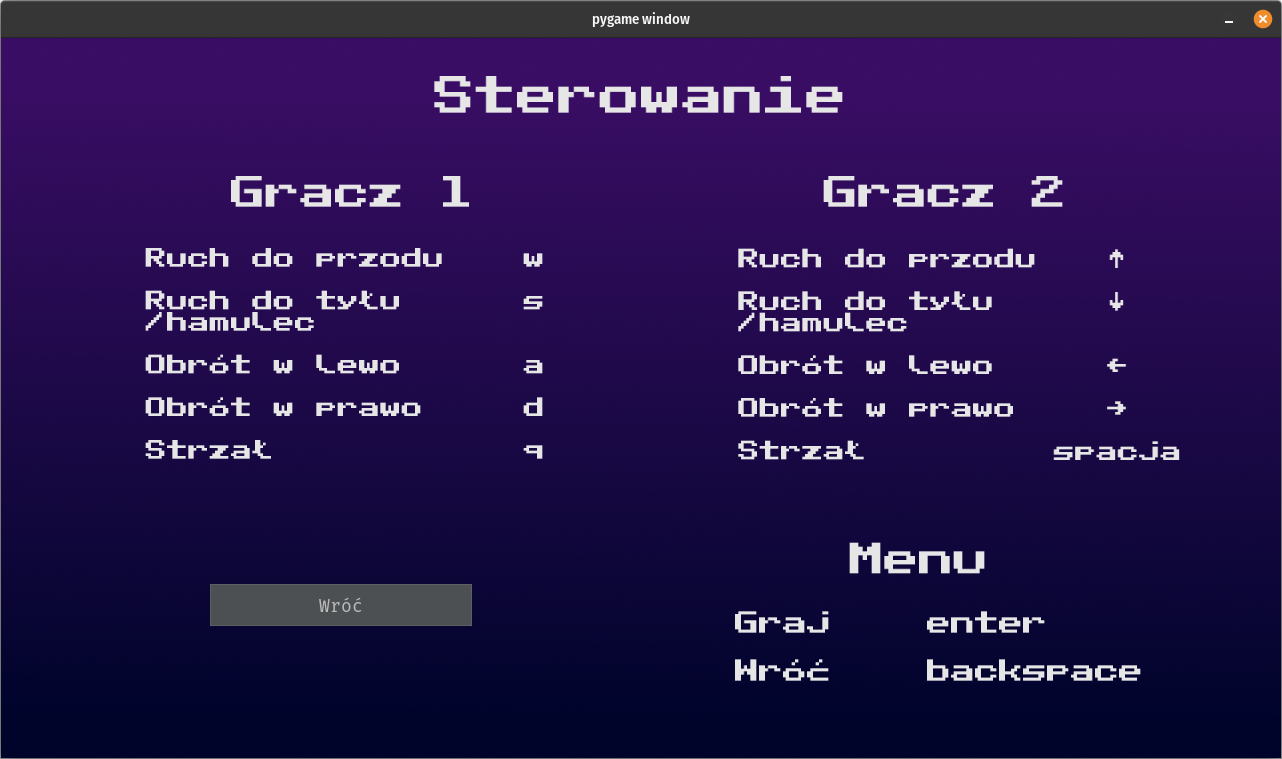 pygame window
Sterowanie
Gracz 1
Ruch do przodu w
Ruch do tyłu s
/hamulec
Obrót w lewo a
Obrót w prawo d
Strzał q
Gracz 2
Ruch do przodu ↑
Ruch do tyłu ↓
/hamulec
Obrót w lewo ←
Obrót w prawo →
Strzał spacja
Wróć
Menu
Graj enter
Wróć backspace